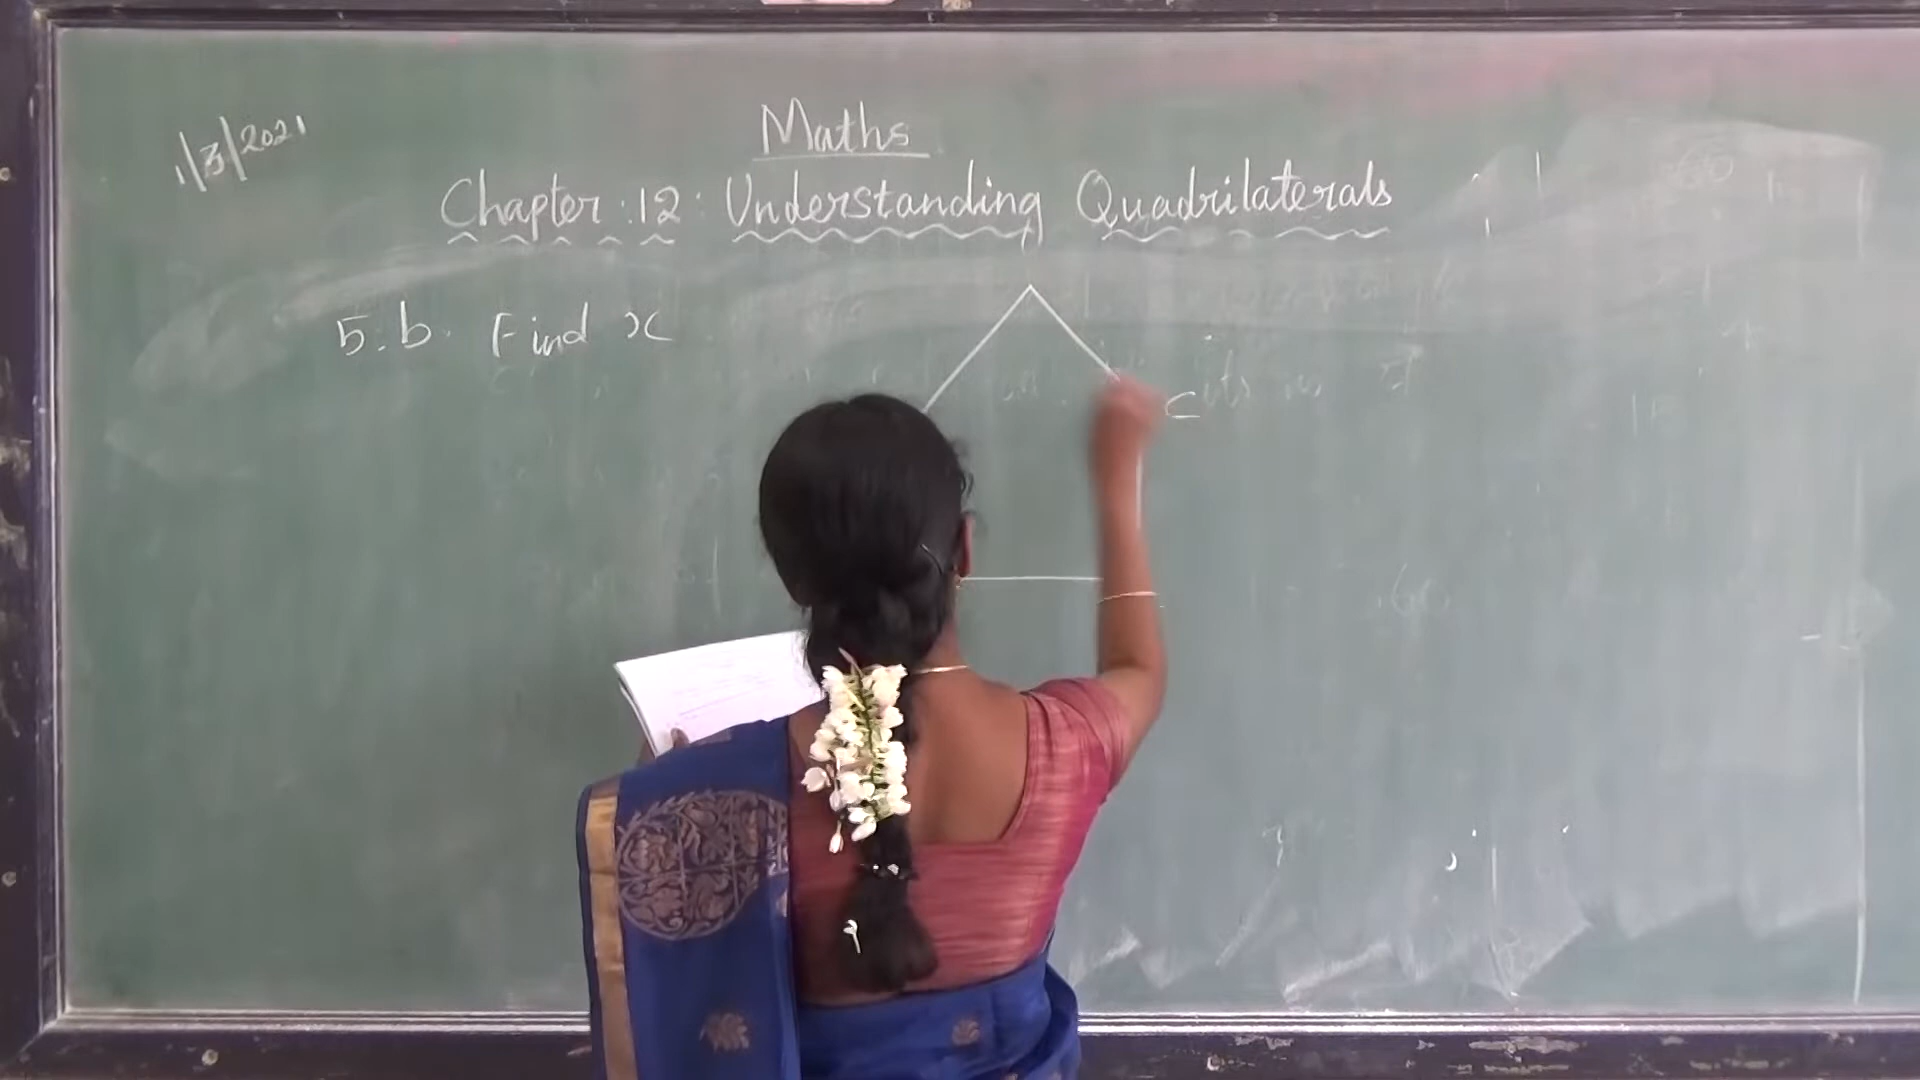 1/3/2021
Maths
Chapter : 12 : Understanding Quadrilaterals
5. b. Find x
C